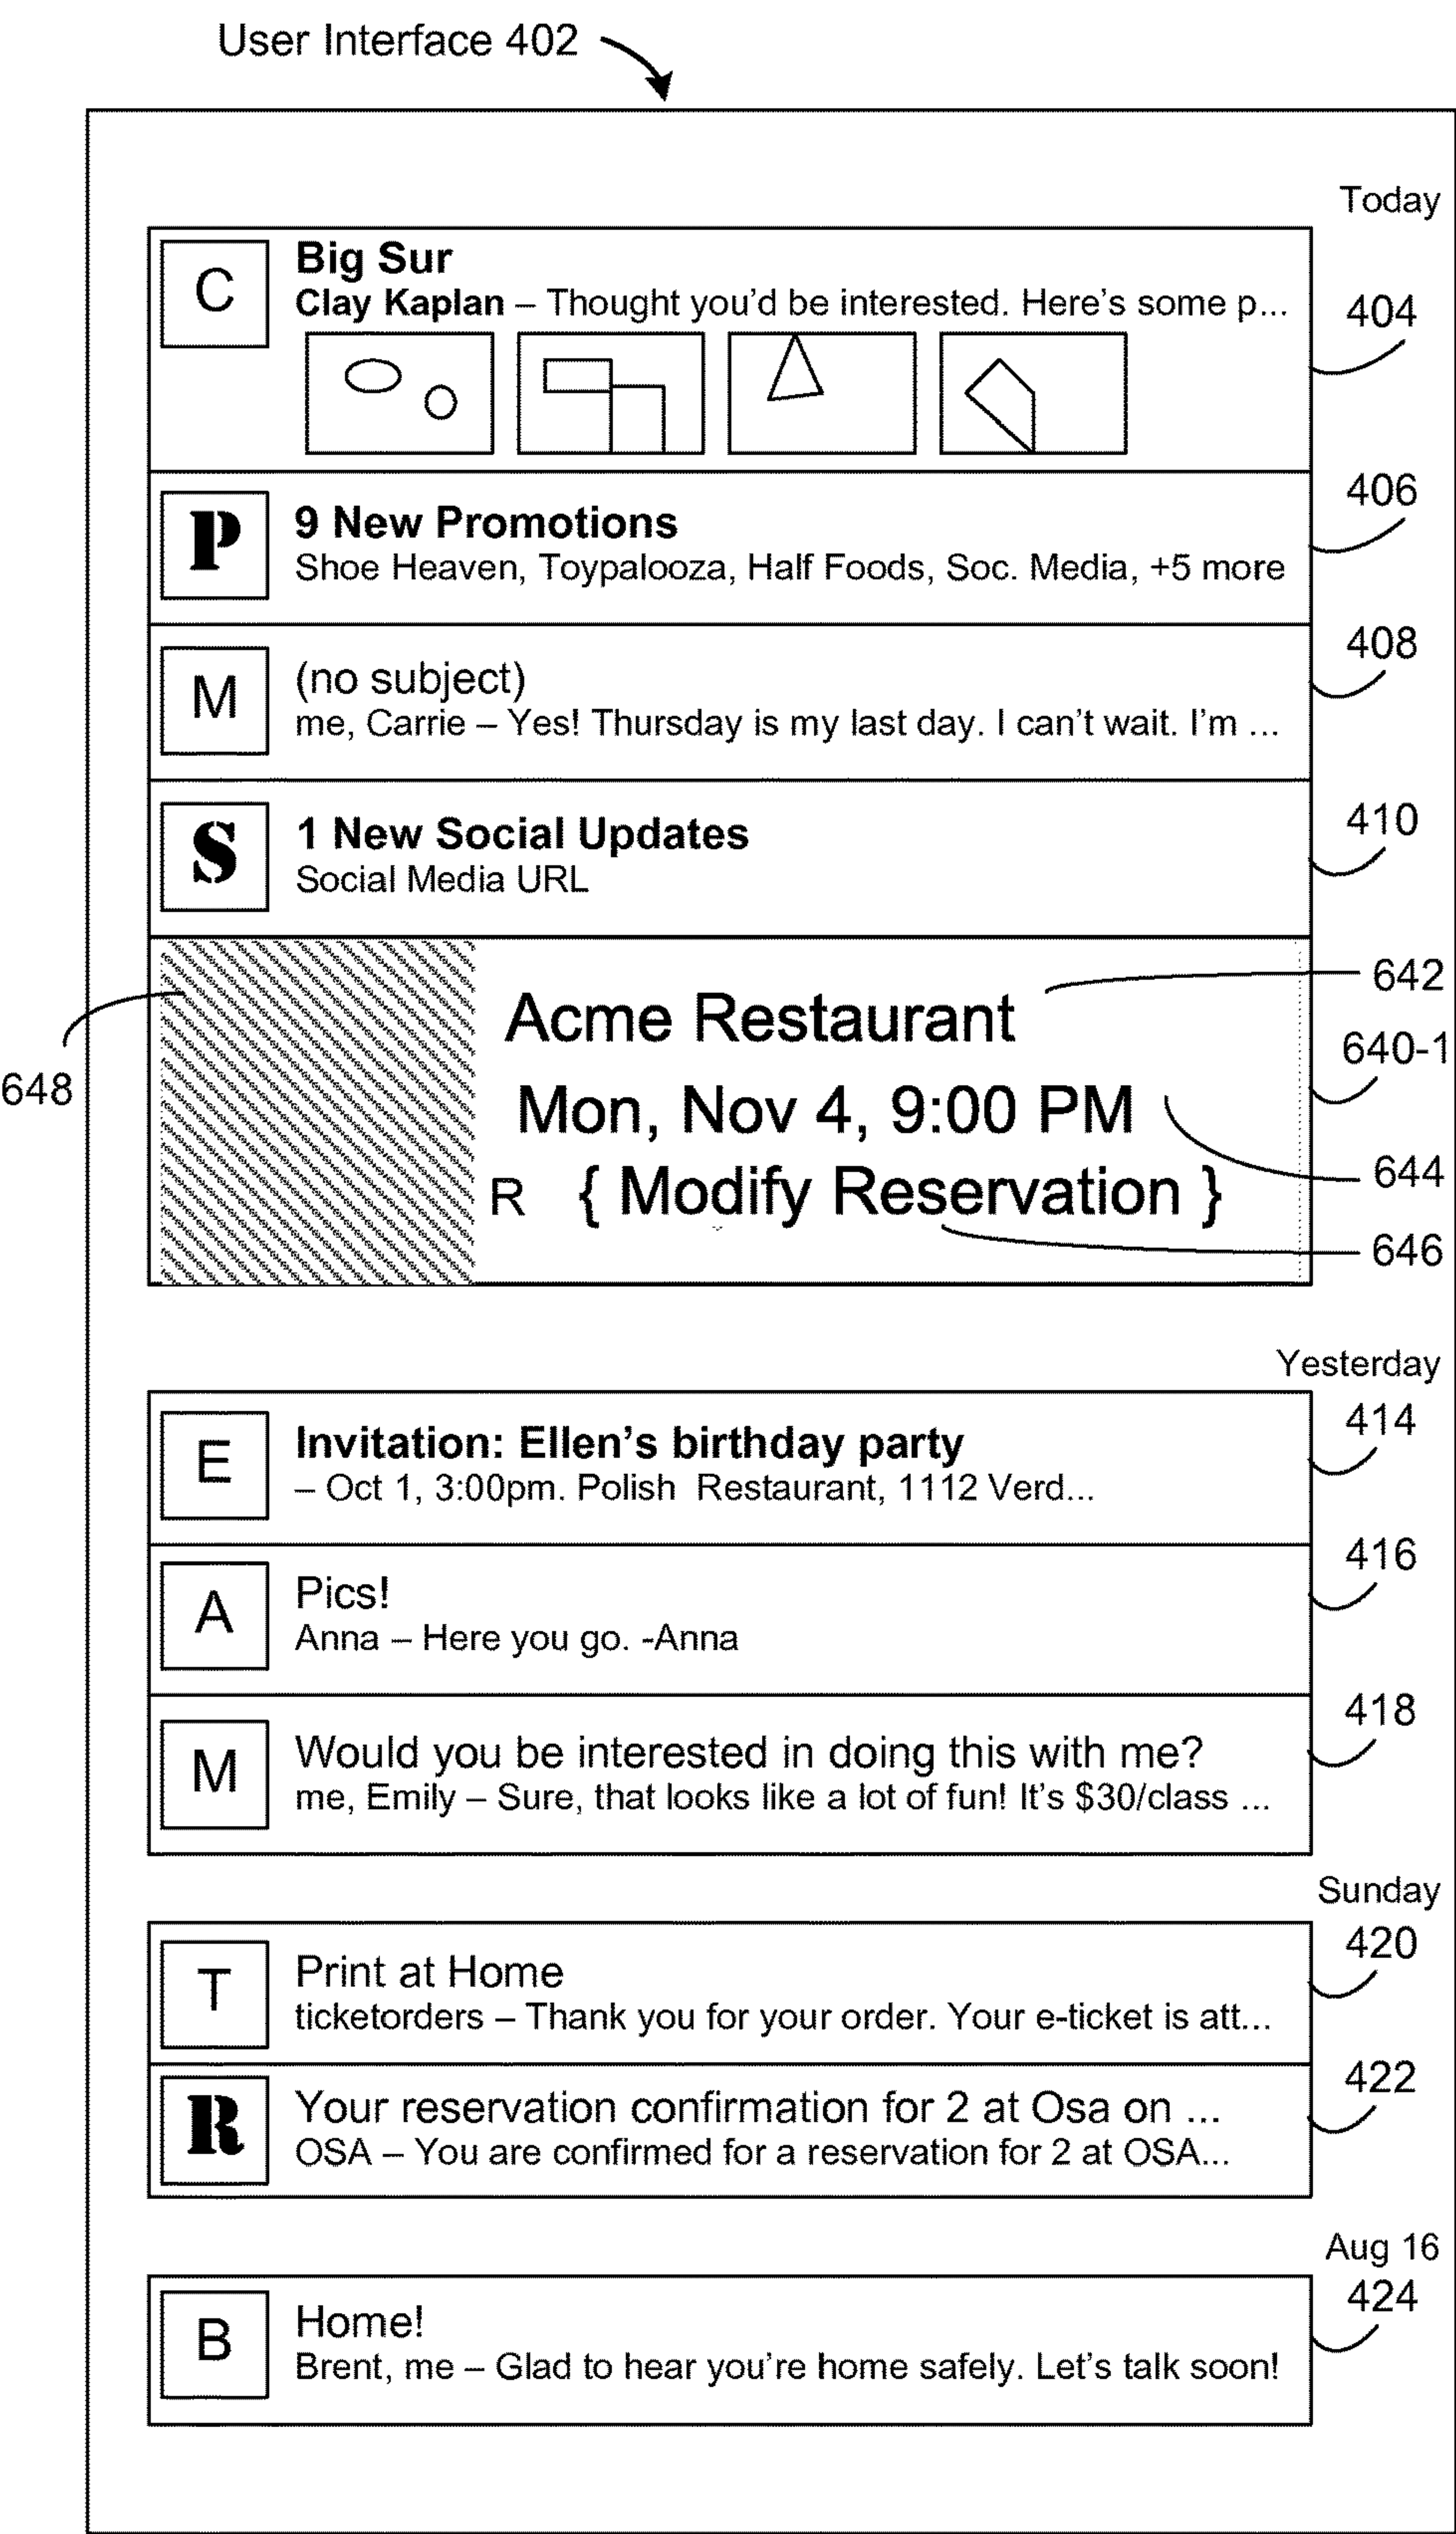 User Interface 402
Today
C
Big Sur
Clay Kaplan – Thought you'd be interested. Here's some p...
404
P
9 New Promotions
Shoe Heaven, Toypalooza, Half Foods, Soc. Media, +5 more
406
M
(no subject)
me, Carrie – Yes! Thursday is my last day. I can't wait. I'm ...
408
S
1 New Social Updates
Social Media URL
410
648
Acme Restaurant
642
640-1
Mon, Nov 4, 9:00 PM
644
R { Modify Reservation }
646
Yesterday
E
Invitation: Ellen's birthday party
– Oct 1, 3:00pm. Polish Restaurant, 1112 Verd...
414
A
Pics!
Anna – Here you go. -Anna
416
M
Would you be interested in doing this with me?
me, Emily – Sure, that looks like a lot of fun! It's $30/class ...
418
Sunday
T
Print at Home
ticketorders – Thank you for your order. Your e-ticket is att...
420
R
Your reservation confirmation for 2 at Osa on ...
OSA – You are confirmed for a reservation for 2 at OSA...
422
Aug 16
B
Home!
Brent, me – Glad to hear you're home safely. Let's talk soon!
424